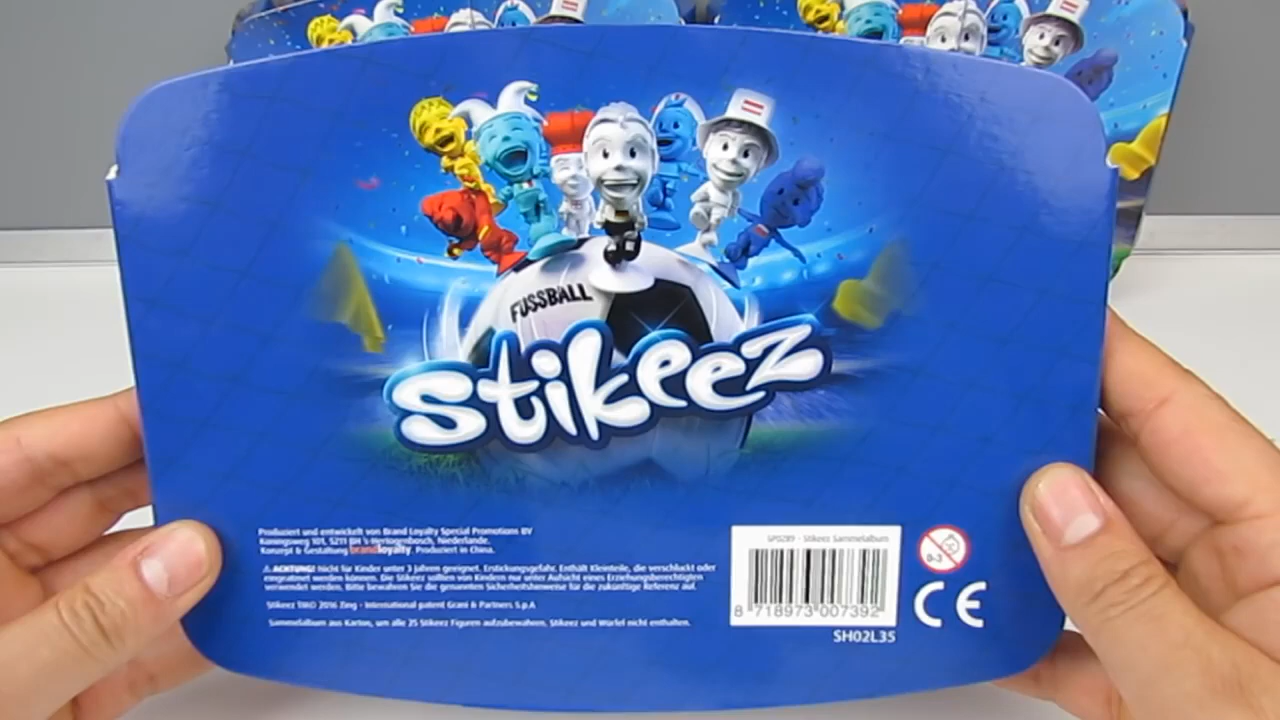 FUSSBALL
stikeez
Produziert und entwickelt von Brand Loyalty Special Promotions BV
Koningsweg 101, 5211 BH 's-Hertogenbosch, Niederlande.
Konzept & Gestaltung brandloyalty. Produziert in China.
⚠ ACHTUNG! Nicht für Kinder unter 3 Jahren geeignet. Erstickungsgefahr. Enthält Kleinteile, die verschluckt oder
eingeatmet werden können. Die Stikeez sollten von Kindern nur unter Aufsicht eines Erziehungsberechtigten
verwendet werden. Bitte bewahren Sie die genannten Sicherheitshinweise für die zukünftige Referenz auf.
Stikeez 2016 Zing - International patent Grani & Partners S.p.A
Sammelalbum aus Karton, um alle 25 Stikeez Figuren aufzubewahren. Stikeez und Würfel nicht enthalten.
SP0289 - Stikeez Sammelalbum
8 718973 007392
SH02L35
0-3
CE